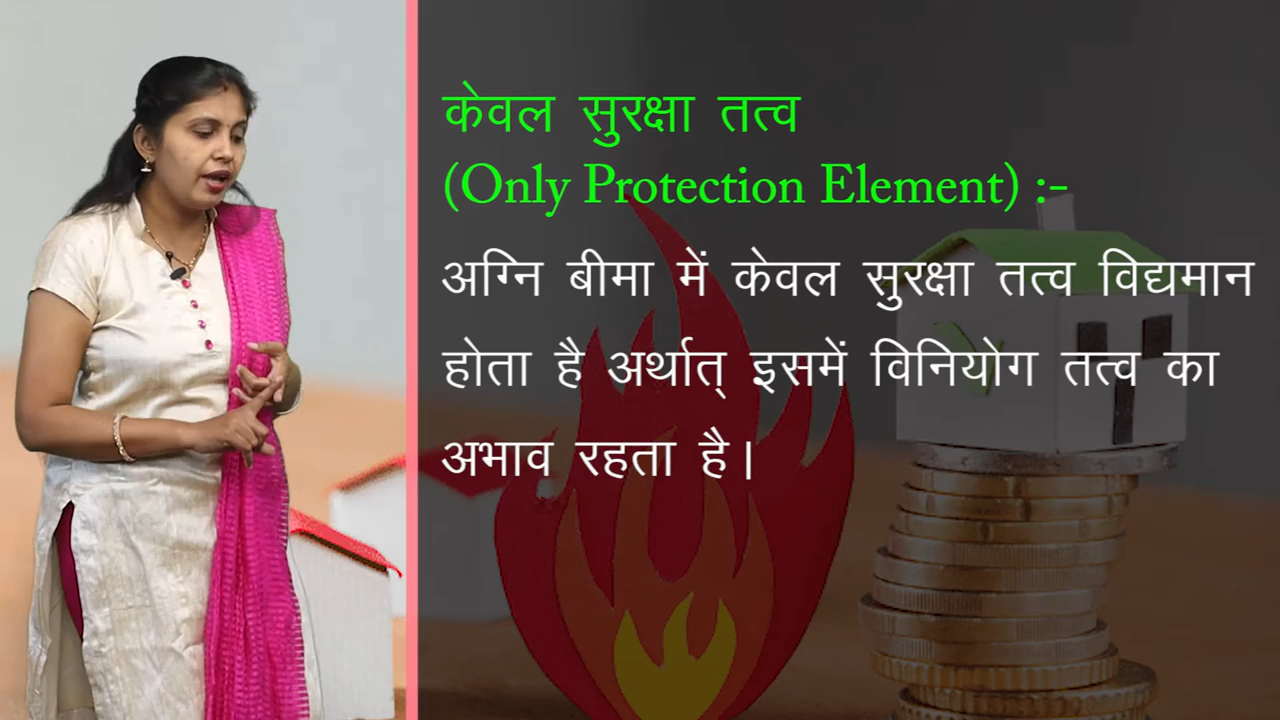 केवल सुरक्षा तत्व
(Only Protection Element) :-
अग्नि बीमा में केवल सुरक्षा तत्व विद्यमान
होता है अर्थात् इसमें विनियोग तत्व का
अभाव रहता है।